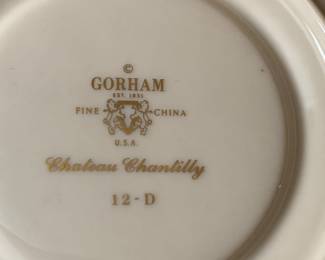 ©
GORHAM
EST. 1831
FINE CHINA
U.S.A.
Chateau Chantilly
12-D